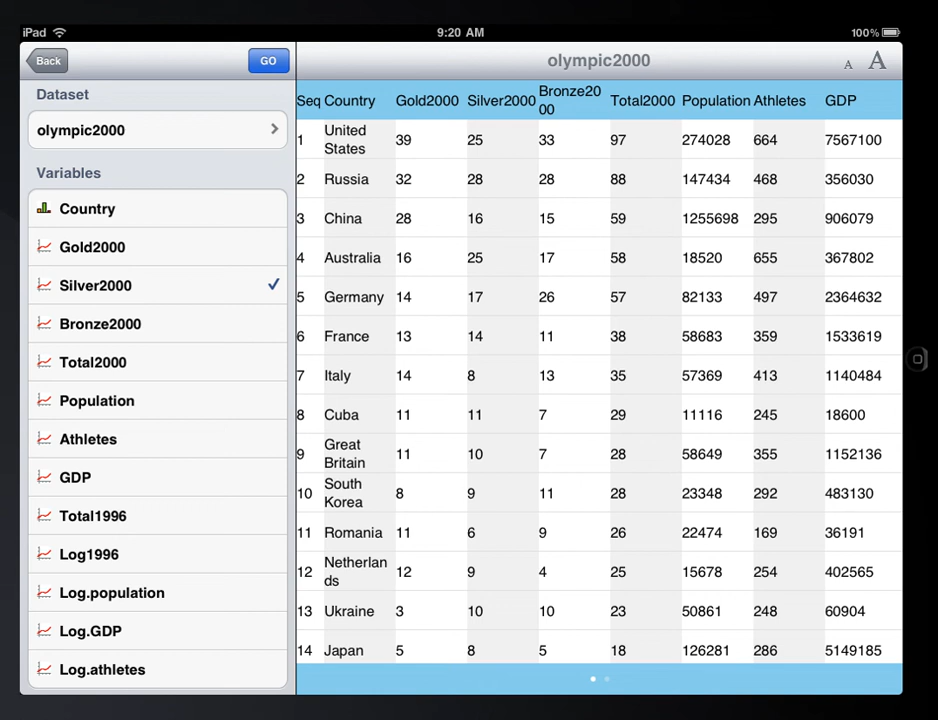 iPad 9:20 AM 100%
Back GO olympic2000 A A
Dataset
olympic2000
Variables
Country
Gold2000
Silver2000
Bronze2000
Total2000
Population
Athletes
GDP
Total1996
Log1996
Log.population
Log.GDP
Log.athletes
Seq Country Gold2000 Silver2000 Bronze20
00 Total2000 Population Athletes GDP
1 United
States 39 25 33 97 274028 664 7567100
2 Russia 32 28 28 88 147434 468 356030
3 China 28 16 15 59 1255698 295 906079
4 Australia 16 25 17 58 18520 655 367802
5 Germany 14 17 26 57 82133 497 2364632
6 France 13 14 11 38 58683 359 1533619
7 Italy 14 8 13 35 57369 413 1140484
8 Cuba 11 11 7 29 11116 245 18600
9 Great
Britain 11 10 7 28 58649 355 1152136
10 South
Korea 8 9 11 28 23348 292 483130
11 Romania 11 6 9 26 22474 169 36191
12 Netherlan
ds 12 9 4 25 15678 254 402565
13 Ukraine 3 10 10 23 50861 248 60904
14 Japan 5 8 5 18 126281 286 5149185